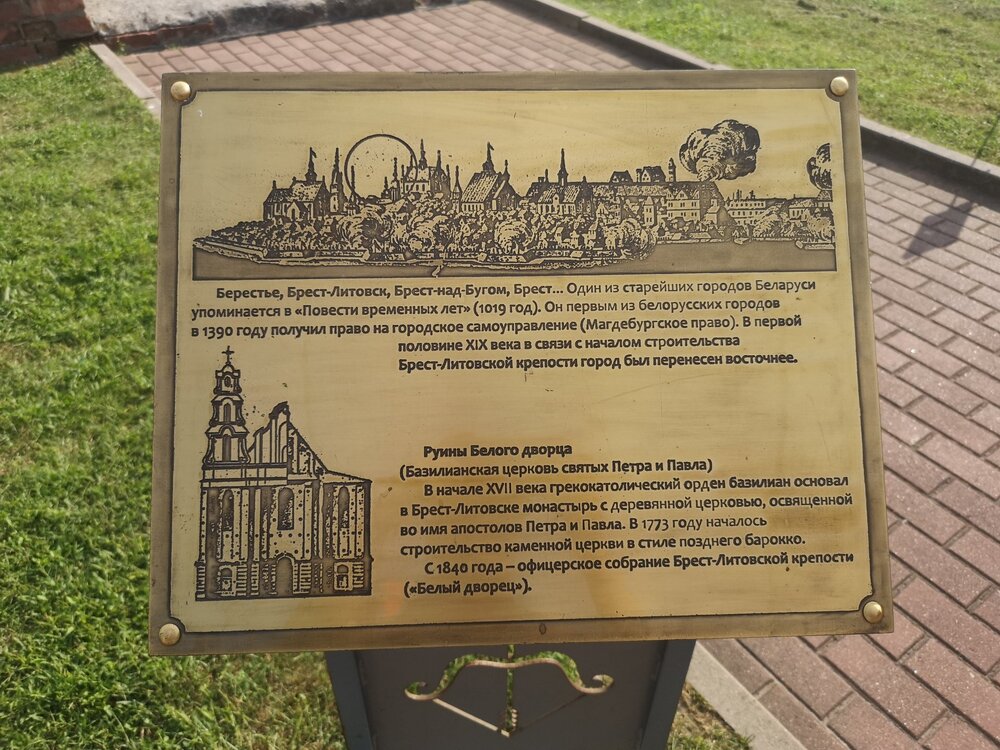 Берестье, Брест-Литовск, Брест-над-Бугом, Брест... Один из старейших городов Беларуси
упоминается в «Повести временных лет» (1019 год). Он первым из белорусских городов
в 1390 году получил право на городское самоуправление (Магдебургское право). В первой
половине XIX века в связи с началом строительства
Брест-Литовской крепости город был перенесен восточнее.
Руины Белого дворца
(Базилианская церковь святых Петра и Павла)
В начале XVII века грекокатолический орден базилиан основал
в Брест-Литовске монастырь с деревянной церковью, освященной
во имя апостолов Петра и Павла. В 1773 году началось
строительство каменной церкви в стиле позднего барокко.
С 1840 года – офицерское собрание Брест-Литовской крепости
(«Белый дворец»).